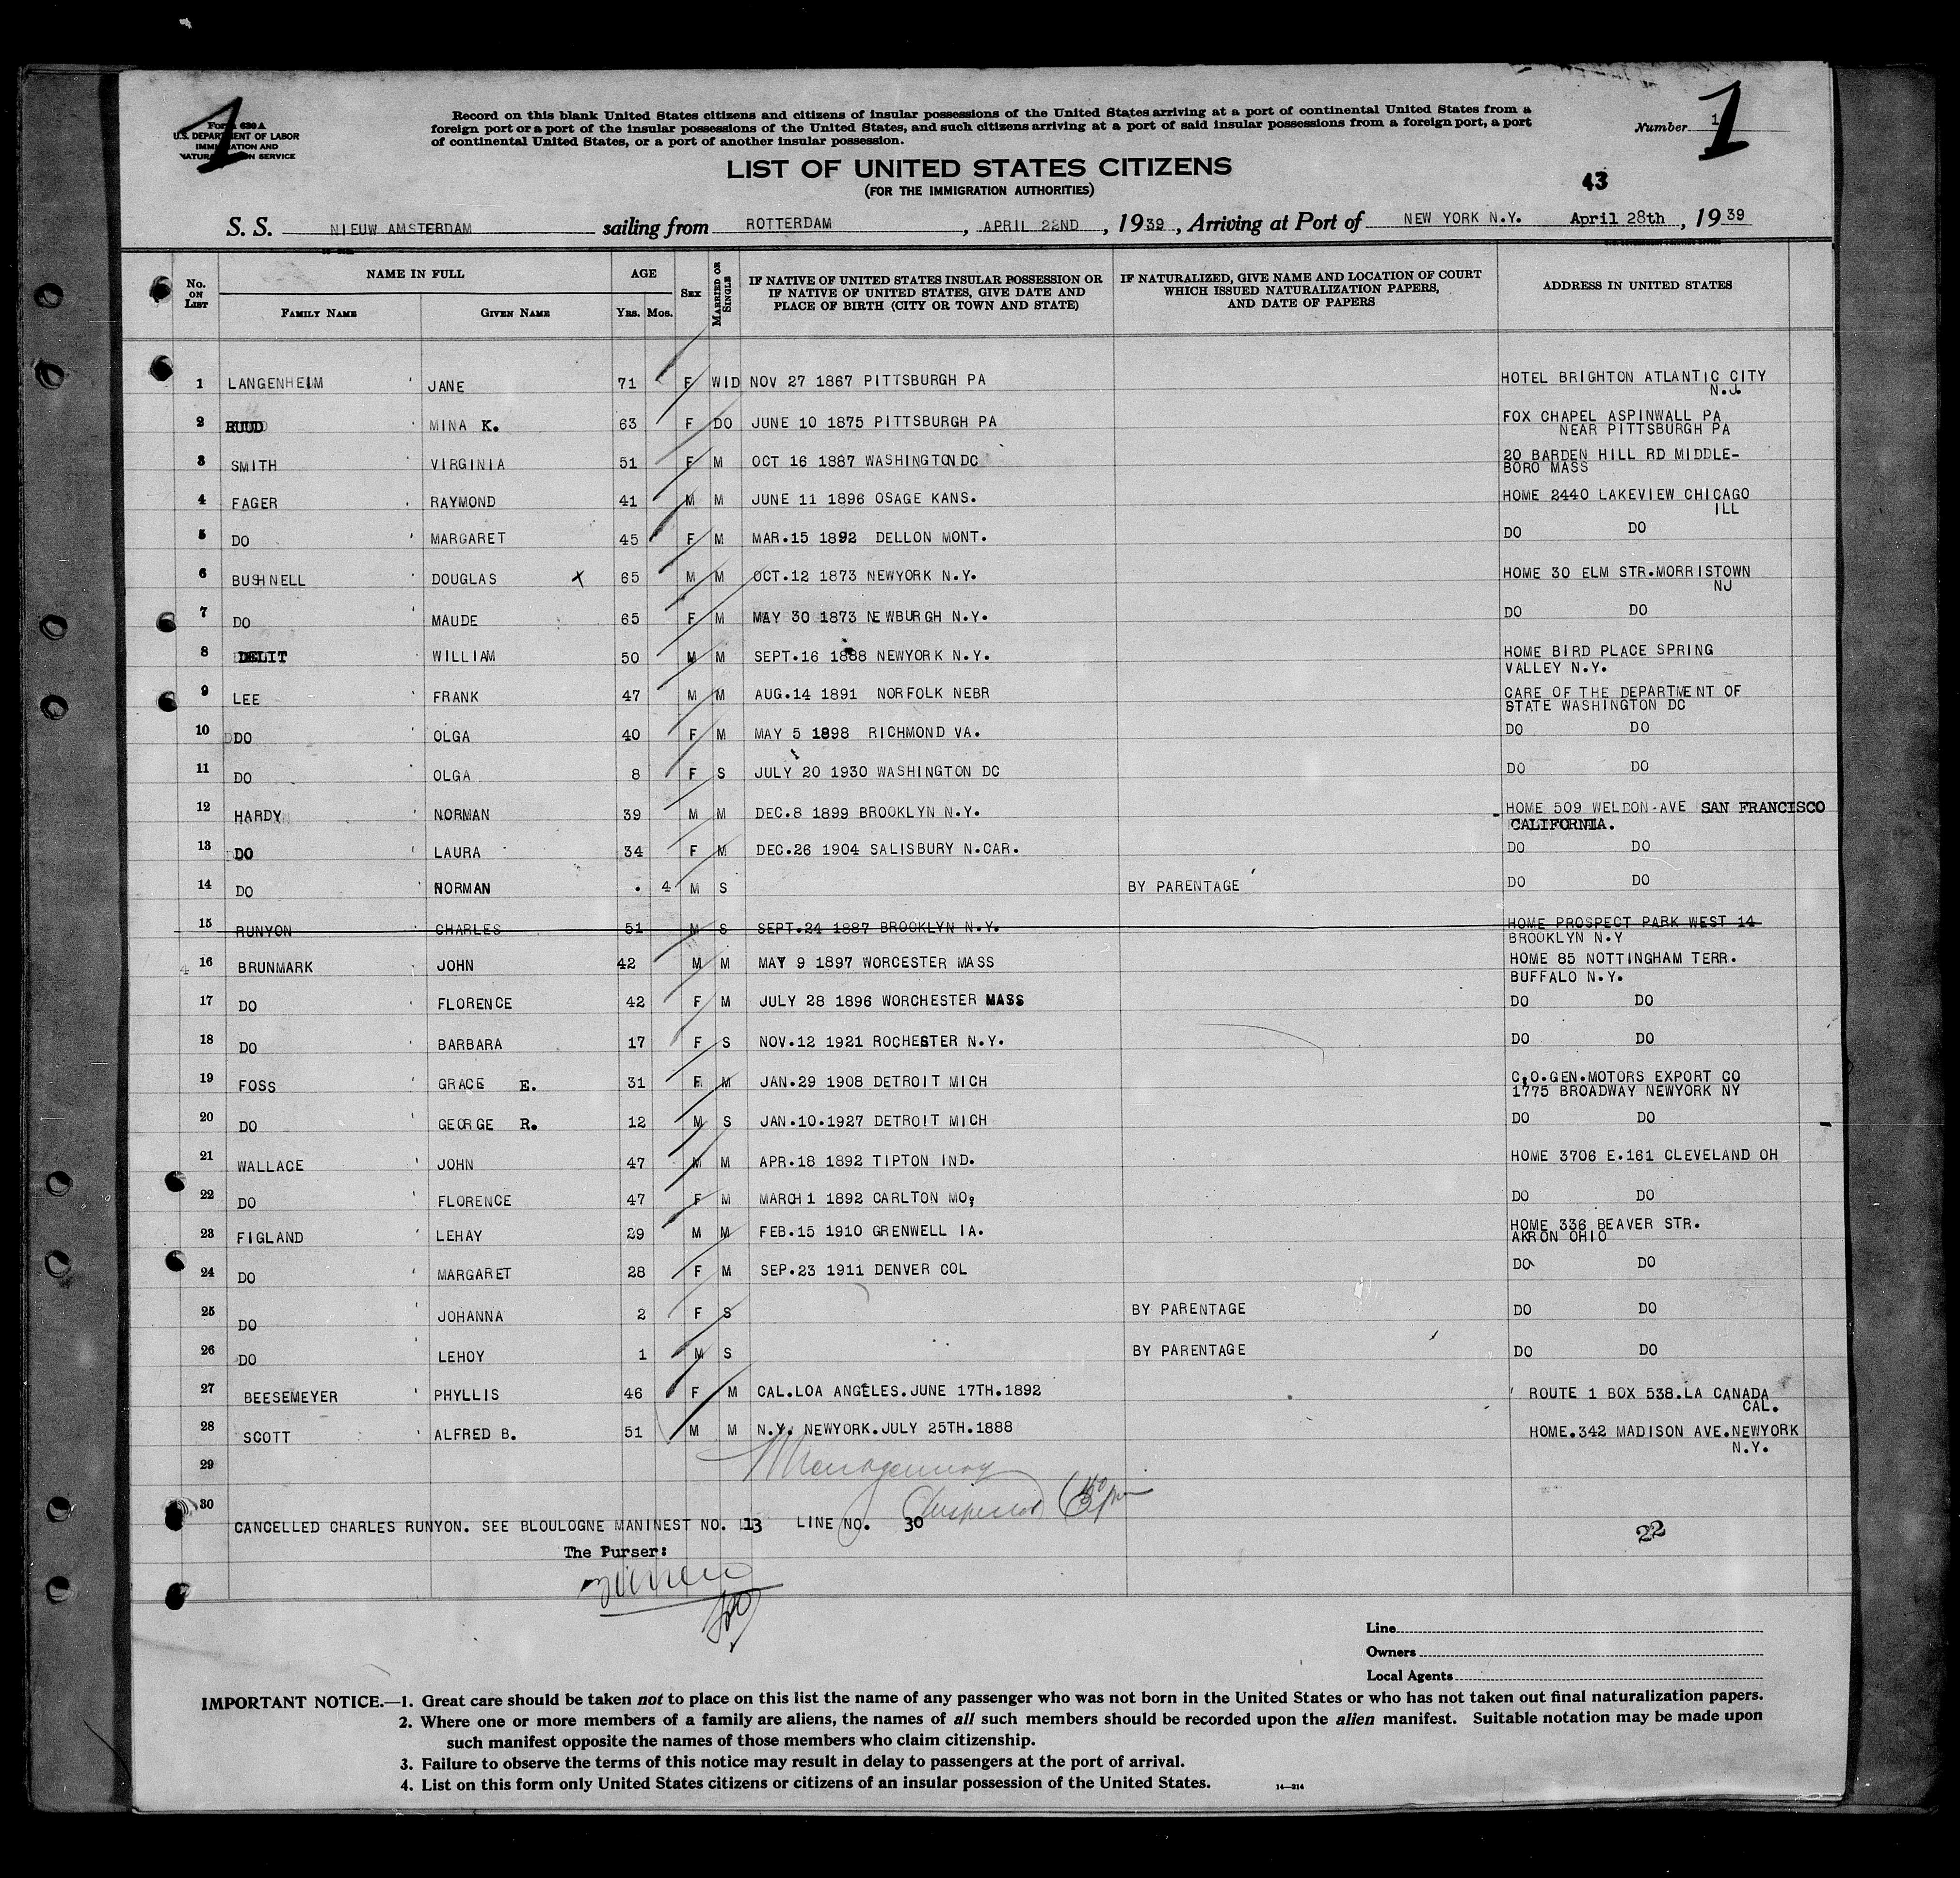 1
1
Form 630 A
U.S. DEPARTMENT OF LABOR
IMMIGRATION AND
NATURALIZATION SERVICE
Record on this blank United States citizens and citizens of insular possessions of the United States arriving at a port of continental United States from a
foreign port or a port of the insular possessions of the United States, and such citizens arriving at a port of said insular possessions from a foreign port, a port
of continental United States, or a port of another insular possession.
Number 1
LIST OF UNITED STATES CITIZENS
(FOR THE IMMIGRATION AUTHORITIES)
43
S. S. NIEUW AMSTERDAM sailing from ROTTERDAM , APRIL 22ND , 1939 , Arriving at Port of NEW YORK N.Y. April 28th , 1939
No. ON LIST
NAME IN FULL
FAMILY NAME
GIVEN NAME
AGE
YRS. MOS.
SEX
MARRIED OR SINGLE
IF NATIVE OF UNITED STATES INSULAR POSSESSION OR
IF NATIVE OF UNITED STATES, GIVE DATE AND
PLACE OF BIRTH (CITY OR TOWN AND STATE)
IF NATURALIZED, GIVE NAME AND LOCATION OF COURT
WHICH ISSUED NATURALIZATION PAPERS,
AND DATE OF PAPERS
ADDRESS IN UNITED STATES
1 LANGENHEIM JANE 71 F WID NOV 27 1867 PITTSBURGH PA HOTEL BRIGHTON ATLANTIC CITY
N.J.
2 RUUD MINA K. 63 F DO JUNE 10 1875 PITTSBURGH PA FOX CHAPEL ASPINWALL PA
NEAR PITTSBURGH PA
3 SMITH VIRGINIA 51 F M OCT 16 1887 WASHINGTON DC 20 BARDEN HILL RD MIDDLE-
BORO MASS
4 FAGER RAYMOND 41 M M JUNE 11 1896 OSAGE KANS. HOME 2440 LAKEVIEW CHICAGO
ILL
5 DO MARGARET 45 F M MAR.15 1892 DELLON MONT. DO DO
6 BUSHNELL DOUGLAS X 65 M M OCT.12 1873 NEWYORK N.Y. HOME 30 ELM STR.MORRISTOWN
NJ
7 DO MAUDE 65 F M MAY 30 1873 NEWBURGH N.Y. DO DO
8 DELIT WILLIAM 50 M M SEPT.16 1888 NEWYORK N.Y. HOME BIRD PLACE SPRING
VALLEY N.Y.
9 LEE FRANK 47 M M AUG.14 1891 NORFOLK NEBR CARE OF THE DEPARTMENT OF
STATE WASHINGTON DC
10 DO OLGA 40 F M MAY 5 1898 RICHMOND VA. DO DO
11 DO OLGA 8 F S JULY 20 1930 WASHINGTON DC DO DO
12 HARDY NORMAN 39 M M DEC.8 1899 BROOKLYN N.Y. HOME 509 WELDON-AVE SAN FRANCISCO
CALIFORNIA.
13 DO LAURA 34 F M DEC.26 1904 SALISBURY N.CAR. DO DO
14 DO NORMAN . 4 M S BY PARENTAGE DO DO
15 RUNYON CHARLES 51 M S SEPT.24 1887 BROOKLYN N.Y. HOME PROSPECT PARK WEST 14
BROOKLYN N.Y
4 16 BRUNMARK JOHN 42 M M MAY 9 1897 WORCESTER MASS HOME 85 NOTTINGHAM TERR.
BUFFALO N.Y.
17 DO FLORENCE 42 F M JULY 28 1896 WORCHESTER MASS DO DO
18 DO BARBARA 17 F S NOV.12 1921 ROCHESTER N.Y. DO DO
19 FOSS GRACE E. 31 F M JAN.29 1908 DETROIT MICH C,O.GEN.MOTORS EXPORT CO
1775 BROADWAY NEWYORK NY
20 DO GEORGE R. 12 M S JAN.10.1927 DETROIT MICH DO DO
21 WALLACE JOHN 47 M M APR.18 1892 TIPTON IND. HOME 3706 E.161 CLEVELAND OH
22 DO FLORENCE 47 F M MARCH 1 1892 CARLTON MO, DO DO
23 FIGLAND LEHAY 29 M M FEB.15 1910 GRENWELL IA. HOME 336 BEAVER STR.
AKRON OHIO
24 DO MARGARET 28 F M SEP.23 1911 DENVER COL DO DO
25 DO JOHANNA 2 F S BY PARENTAGE DO DO
26 DO LEHOY 1 M S BY PARENTAGE DO DO
27 BEESEMEYER PHYLLIS 46 F M CAL.LOA ANGELES.JUNE 17TH.1892 ROUTE 1 BOX 538.LA CANADA
CAL.
28 SCOTT ALFRED B. 51 M M N.Y. NEWYORK.JULY 25TH.1888 HOME.342 MADISON AVE.NEWYORK
N.Y.
29
30
CANCELLED CHARLES RUNYON. SEE BLOULOGNE MANINEST NO. 13 LINE NO. 30
22
The Purser:
Line
Owners
Local Agents
IMPORTANT NOTICE.—1. Great care should be taken not to place on this list the name of any passenger who was not born in the United States or who has not taken out final naturalization papers.
2. Where one or more members of a family are aliens, the names of all such members should be recorded upon the alien manifest. Suitable notation may be made upon
such manifest opposite the names of those members who claim citizenship.
3. Failure to observe the terms of this notice may result in delay to passengers at the port of arrival.
4. List on this form only United States citizens or citizens of an insular possession of the United States.
14—214